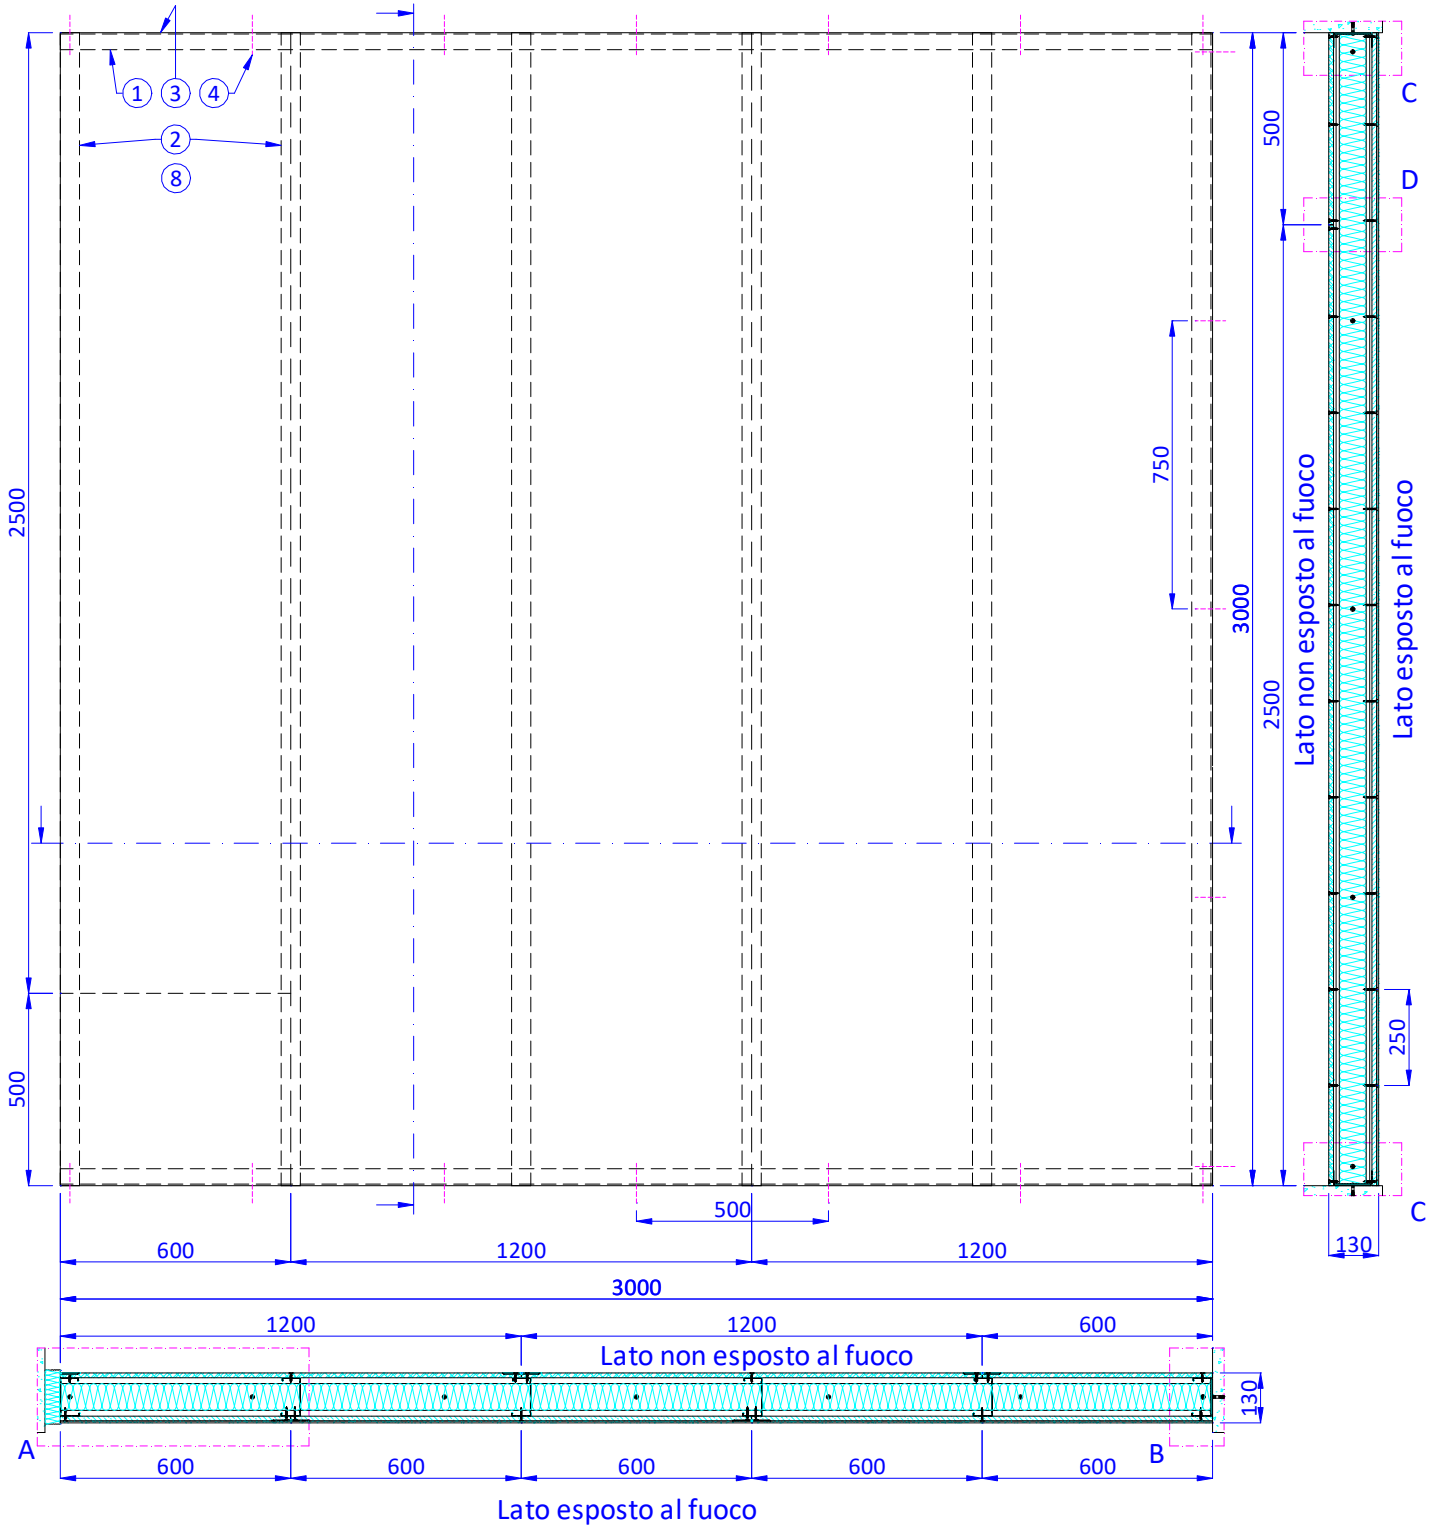 C
1 3 4
500
2
D
8
750
2500
Lato non esposto al fuoco
Lato esposto al fuoco
3000
2500
250
500
500
C
600 1200 1200 130
3000
1200 1200 600
Lato non esposto al fuoco
130
A
B
600 600 600 600 600
Lato esposto al fuoco